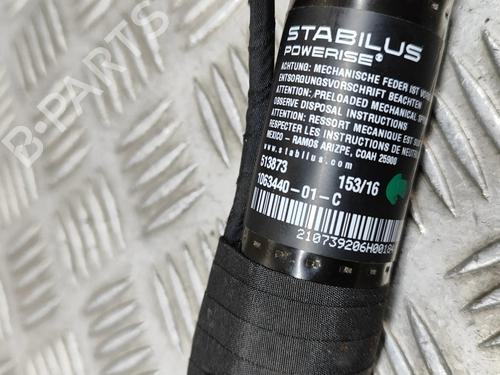 STABILUS
POWERISE®
ACHTUNG: MECHANISCHE FEDER IST
ENTSORGUNGSVORSCHRIFT BEACHTEN
ATTENTION: PRELOADED MECHANICAL
OBSERVE DISPOSAL INSTRUCTIONS
ATTENTION: RESSORT MECANIQUE EST
RESPECTER LES INSTRUCTIONS DE
MEXICO - RAMOS ARIZPE, COAH 25900
www.stabilus.com
513873
1063440-01-C 153/16
B-PARTS